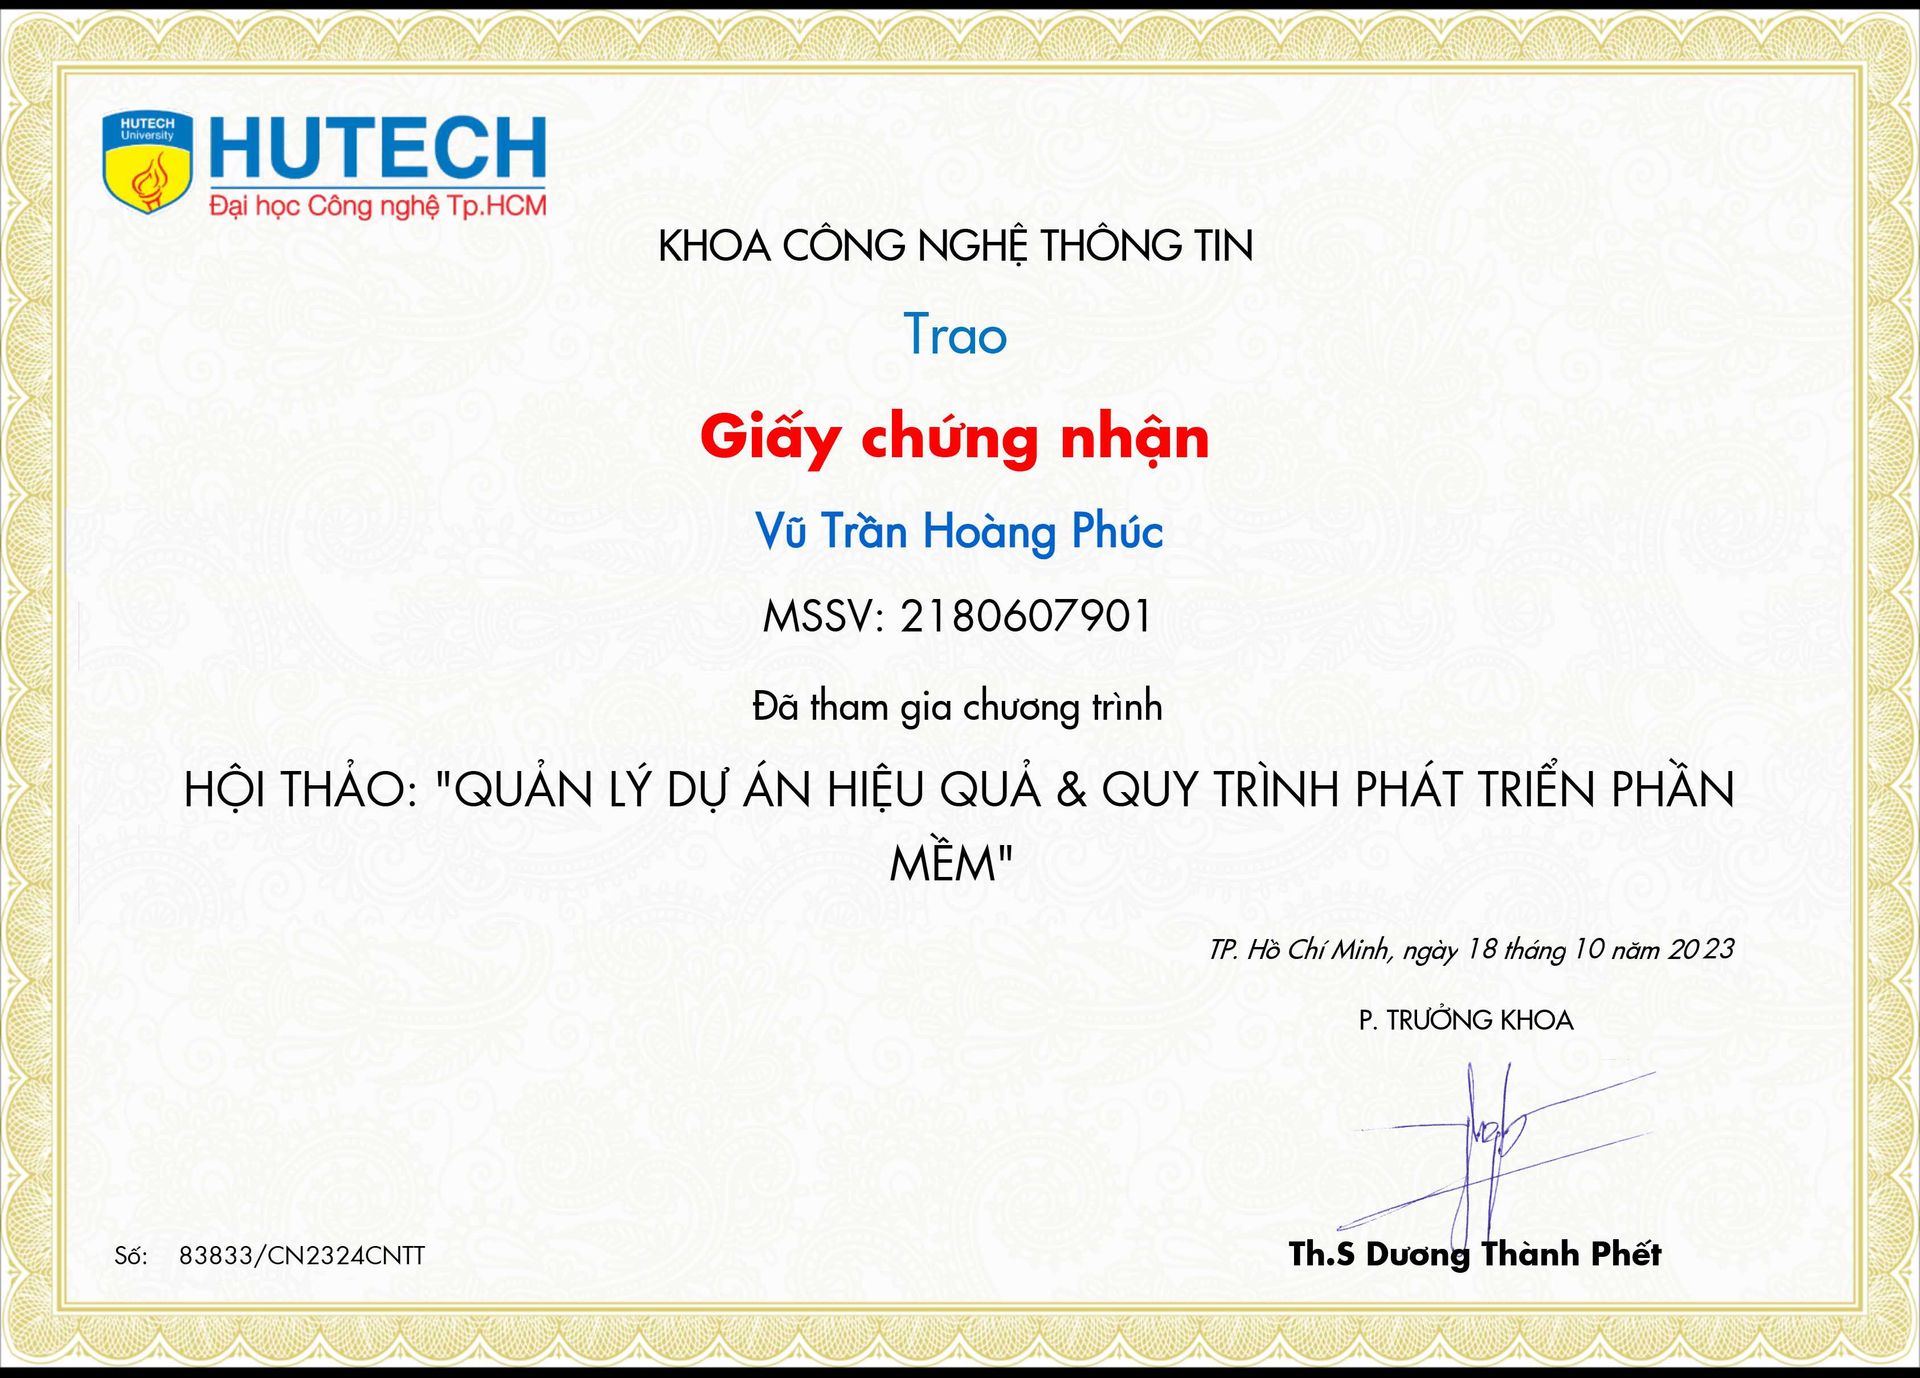 HUTECH
University
HUTECH
Đại học Công nghệ Tp.HCM
KHOA CÔNG NGHỆ THÔNG TIN
Trao
Giấy chứng nhận
Vũ Trần Hoàng Phúc
MSSV: 2180607901
Đã tham gia chương trình
HỘI THẢO: "QUẢN LÝ DỰ ÁN HIỆU QUẢ & QUY TRÌNH PHÁT TRIỂN PHẦN
MỀM"
TP. Hồ Chí Minh, ngày 18 tháng 10 năm 2023
P. TRƯỞNG KHOA
Th.S Dương Thành Phết
Số: 83833/CN2324CNTT